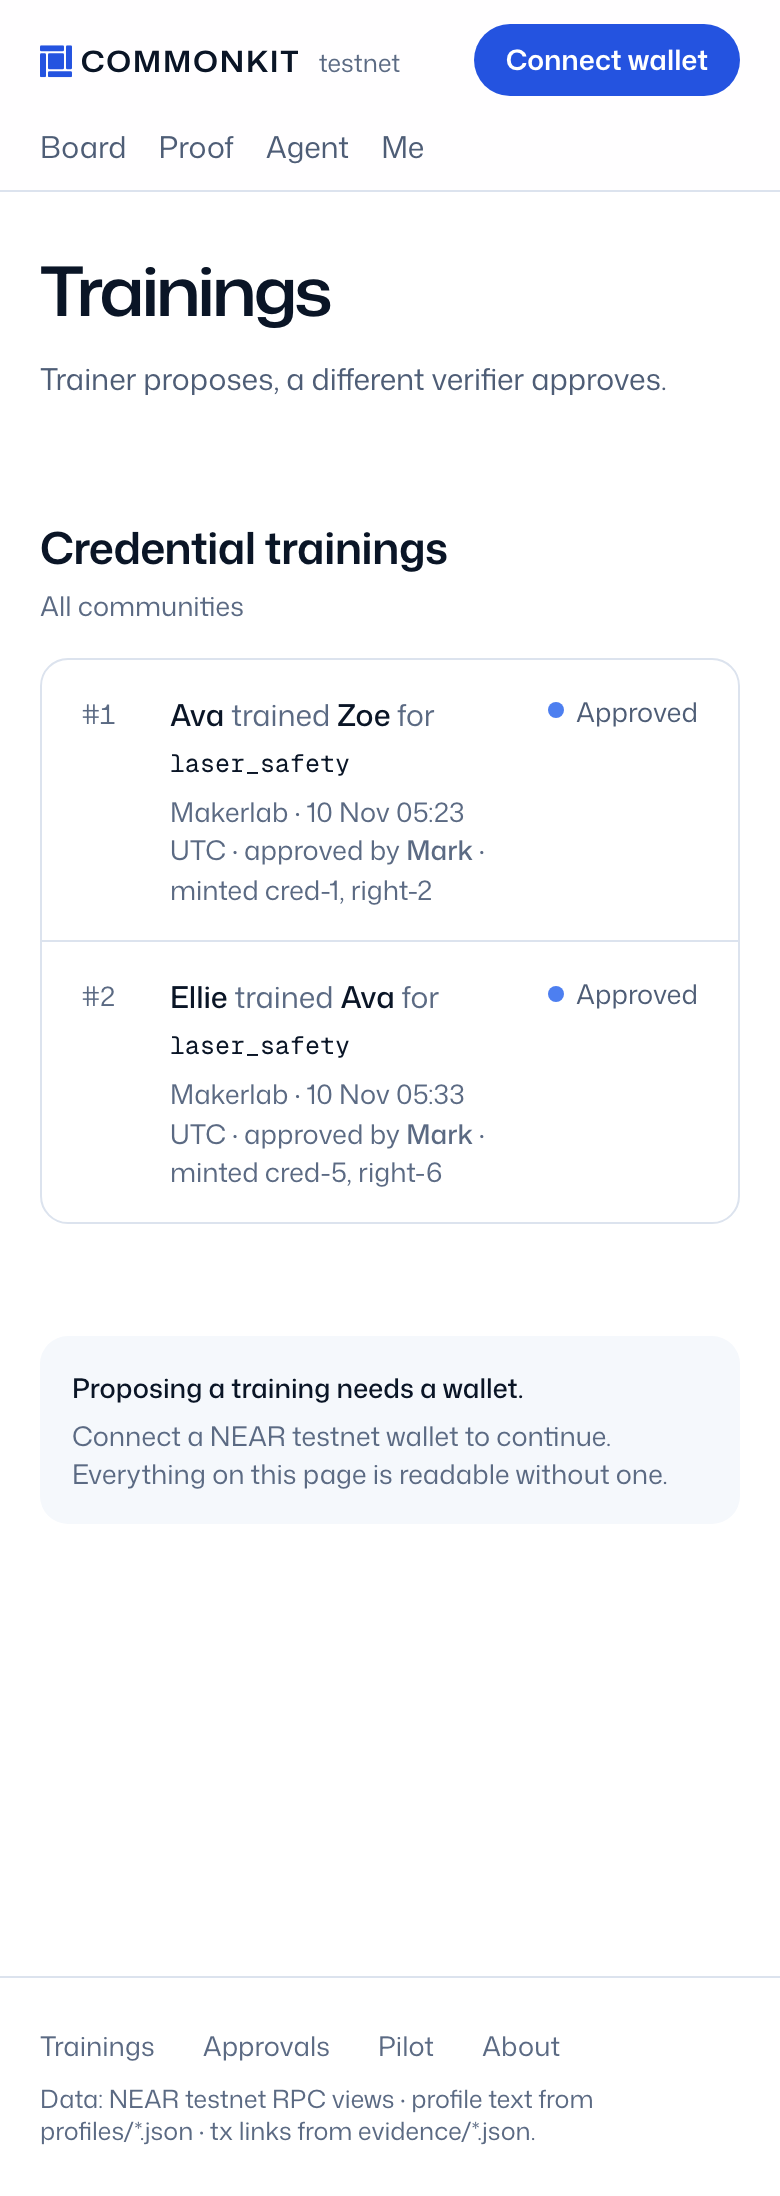 COMMONKIT testnet
Connect wallet
Board Proof Agent Me
Trainings
Trainer proposes, a different verifier approves.
Credential trainings
All communities
#1 Ava trained Zoe for Approved
laser_safety
Makerlab · 10 Nov 05:23
UTC · approved by Mark ·
minted cred-1, right-2
#2 Ellie trained Ava for Approved
laser_safety
Makerlab · 10 Nov 05:33
UTC · approved by Mark ·
minted cred-5, right-6
Proposing a training needs a wallet.
Connect a NEAR testnet wallet to continue.
Everything on this page is readable without one.
Trainings Approvals Pilot About
Data: NEAR testnet RPC views · profile text from
profiles/*.json · tx links from evidence/*.json.